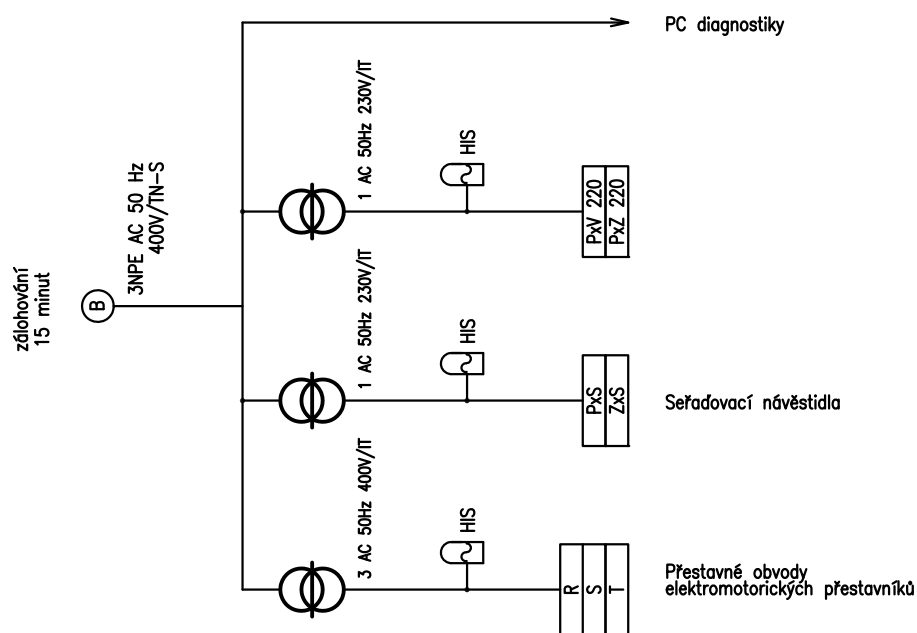 PC diagnostiky
zálohování
15 minut
B
3NPE AC 50 Hz
400V/TN-S
1 AC 50Hz 230V/IT
HIS
PxV 220
PxZ 220
1 AC 50Hz 230V/IT
HIS
PxS
ZxS
Seřaďovací návěstidla
3 AC 50Hz 400V/IT
HIS
R
S
T
Přestavné obvody
elektromotorických přestavníků